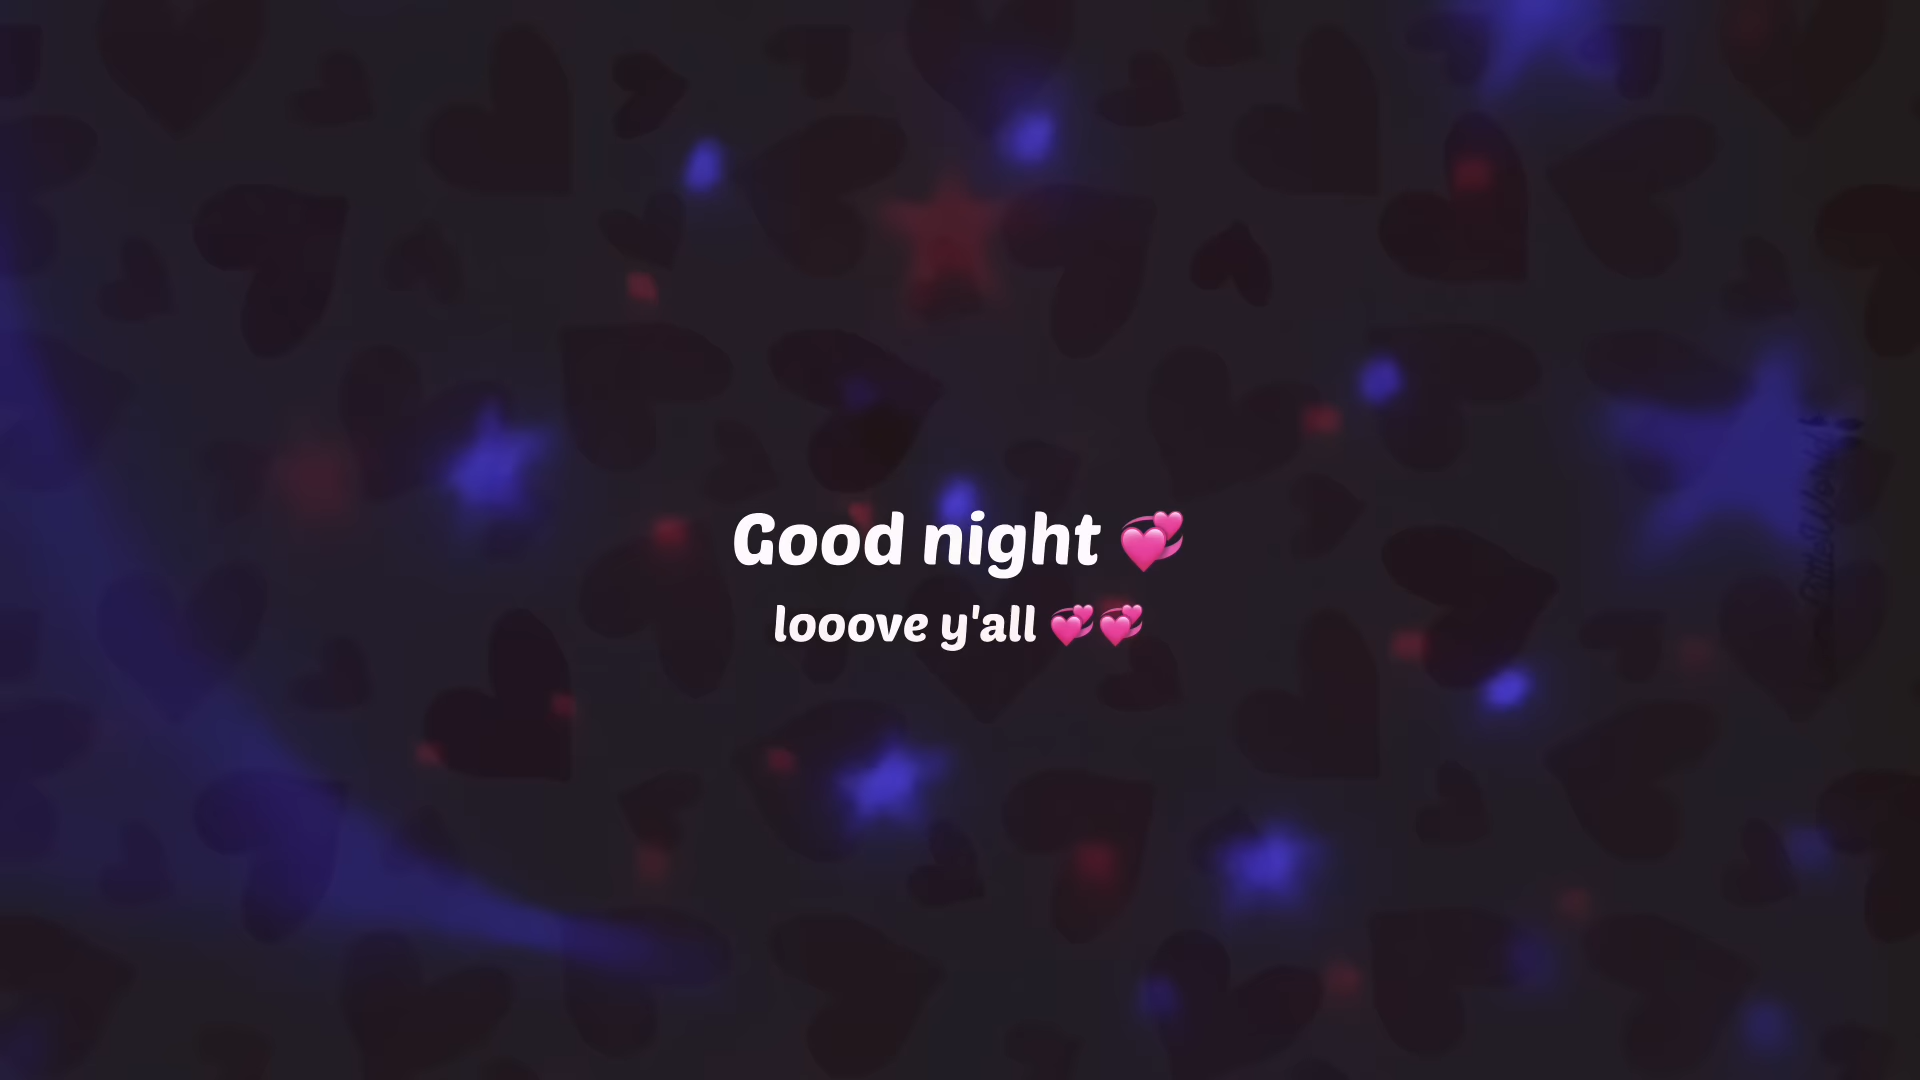 Good night 💞
looove y'all 💞💞